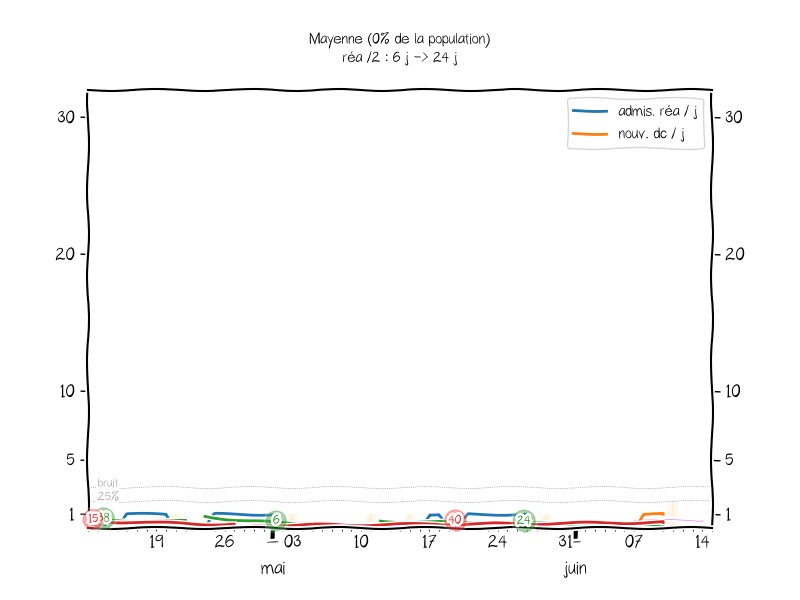 Mayenne (0% de la population)
réa /2 : 6 j -> 24 j
admis. réa / j
nouv. dc / j
30 30
20 20
10 10
5 5
bruit
25%
1 1
15 8 6 40 24
19 26 03 10 17 24 31 07 14
mai juin